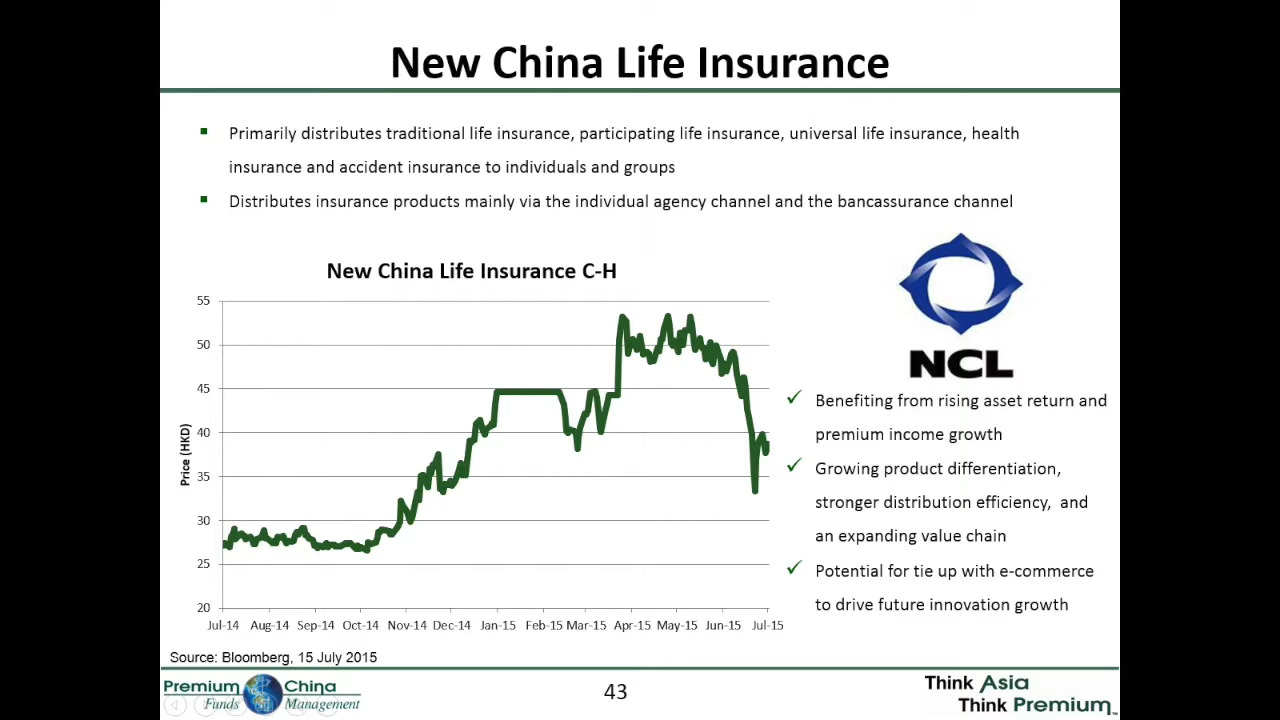 New China Life Insurance
Primarily distributes traditional life insurance, participating life insurance, universal life insurance, health
insurance and accident insurance to individuals and groups
Distributes insurance products mainly via the individual agency channel and the bancassurance channel
New China Life Insurance C-H
55
50
45
40
35
30
25
20
Price (HKD)
Jul-14 Aug-14 Sep-14 Oct-14 Nov-14 Dec-14 Jan-15 Feb-15 Mar-15 Apr-15 May-15 Jun-15 Jul-15
NCL
Benefiting from rising asset return and
premium income growth
Growing product differentiation,
stronger distribution efficiency, and
an expanding value chain
Potential for tie up with e-commerce
to drive future innovation growth
Source: Bloomberg, 15 July 2015
Premium China
Funds Management
43
Think Asia
Think Premium™